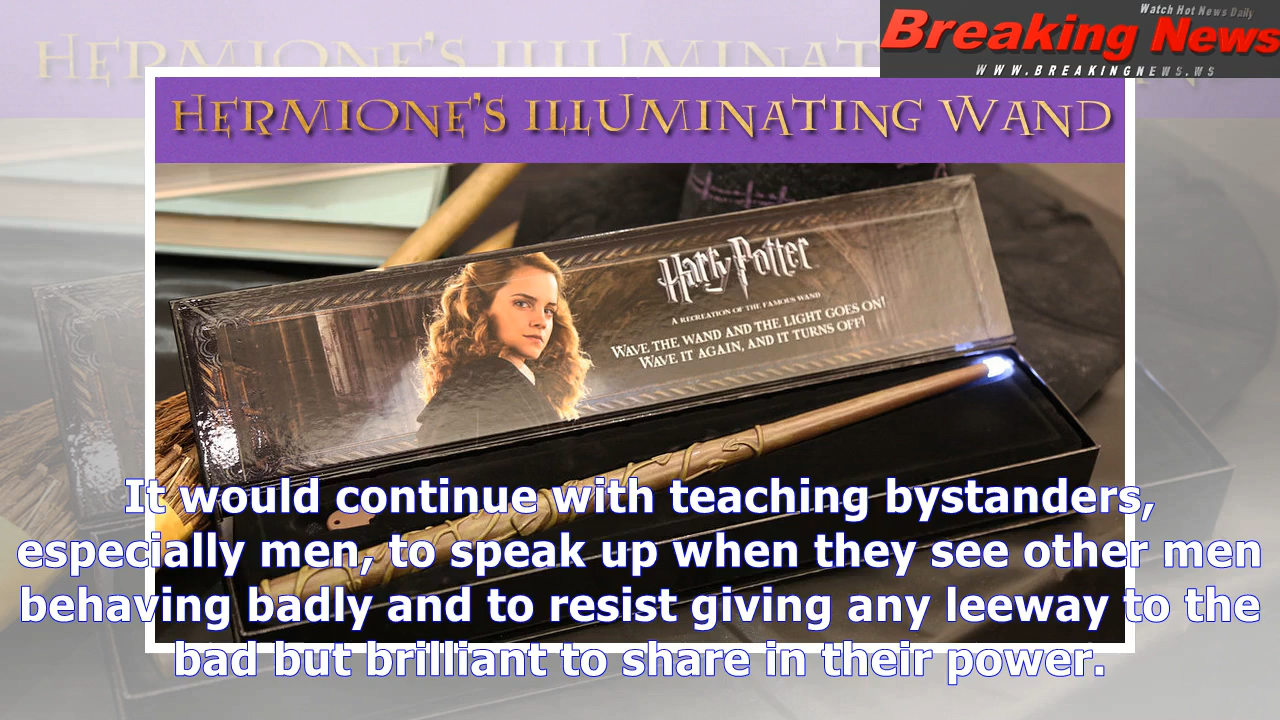 Watch Hot News Daily
Breaking News
WWW.BREAKINGNEWS.WS
HERMIONE'S ILLUMINATING WAND
Harry Potter
A RECREATION OF THE FAMOUS WAND
WAVE THE WAND AND THE LIGHT GOES ON!
WAVE IT AGAIN, AND IT TURNS OFF!
It would continue with teaching bystanders,
especially men, to speak up when they see other men
behaving badly and to resist giving any leeway to the
bad but brilliant to share in their power.